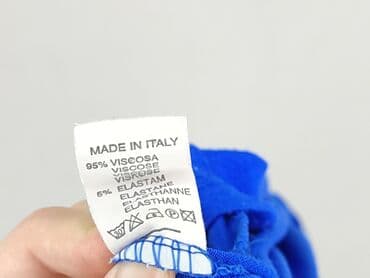 MADE IN ITALY
95% VISCOSA
VISCOSE
VISKOSE
5% ELASTAM
ELASTANE
ELASTHANNE
ELASTHAN